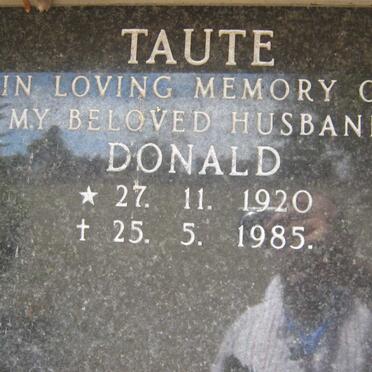 TAUTE
IN LOVING MEMORY O
MY BELOVED HUSBAN
DONALD
★ 27. 11. 1920
† 25. 5. 1985.